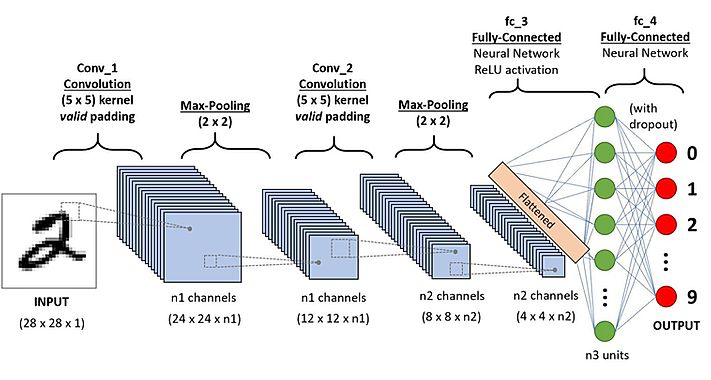 fc_3
Fully-Connected
Neural Network
ReLU activation
fc_4
Fully-Connected
Neural Network
Conv_1
Convolution
(5 x 5) kernel
valid padding
Max-Pooling
(2 x 2)
Conv_2
Convolution
(5 x 5) kernel
valid padding
Max-Pooling
(2 x 2)
(with
dropout)
Flattened
0
1
2
9
2
INPUT
(28 x 28 x 1)
n1 channels
(24 x 24 x n1)
n1 channels
(12 x 12 x n1)
n2 channels
(8 x 8 x n2)
n2 channels
(4 x 4 x n2)
n3 units
OUTPUT